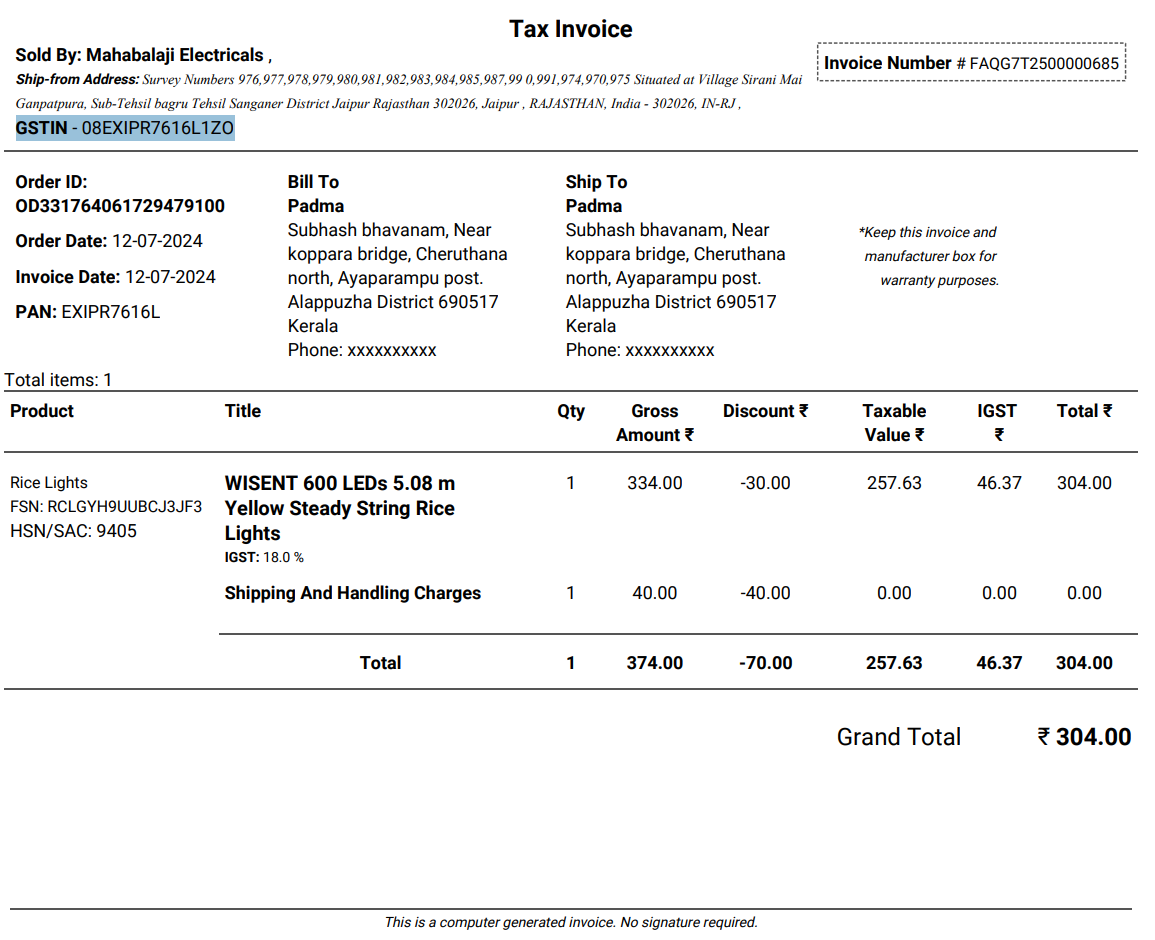 Tax Invoice
Sold By: Mahabalaji Electricals ,
Ship-from Address: Survey Numbers 976,977,978,979,980,981,982,983,984,985,987,99 0,991,974,970,975 Situated at Village Sirani Mai
Ganpatpura, Sub-Tehsil bagru Tehsil Sanganer District Jaipur Rajasthan 302026, Jaipur , RAJASTHAN, India - 302026, IN-RJ ,
GSTIN - 08EXIPR7616L1ZO
Invoice Number # FAQG7T2500000685
Order ID:
OD331764061729479100
Order Date: 12-07-2024
Invoice Date: 12-07-2024
PAN: EXIPR7616L
Bill To
Padma
Subhash bhavanam, Near
koppara bridge, Cheruthana
north, Ayaparampu post.
Alappuzha District 690517
Kerala
Phone: xxxxxxxxxx
Ship To
Padma
Subhash bhavanam, Near
koppara bridge, Cheruthana
north, Ayaparampu post.
Alappuzha District 690517
Kerala
Phone: xxxxxxxxxx
*Keep this invoice and
manufacturer box for
warranty purposes.
Total items: 1
Product Title Qty Gross Discount ₹ Taxable IGST Total ₹
Amount ₹ Value ₹ ₹
Rice Lights WISENT 600 LEDs 5.08 m 1 334.00 -30.00 257.63 46.37 304.00
FSN: RCLGYH9UUBCJ3JF3 Yellow Steady String Rice
HSN/SAC: 9405 Lights
IGST: 18.0 %
Shipping And Handling Charges 1 40.00 -40.00 0.00 0.00 0.00
Total 1 374.00 -70.00 257.63 46.37 304.00
Grand Total ₹ 304.00
This is a computer generated invoice. No signature required.